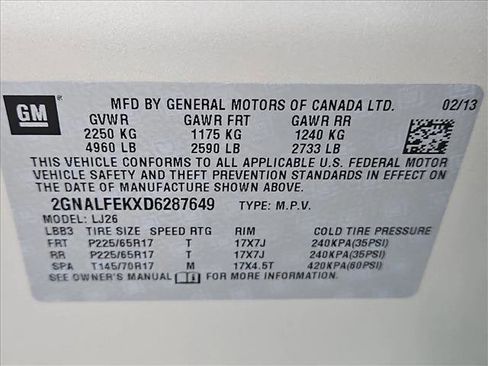 GM ® MFD BY GENERAL MOTORS OF CANADA LTD. 02/13
GVWR GAWR FRT GAWR RR
2250 KG 1175 KG 1240 KG
4960 LB 2590 LB 2733 LB
THIS VEHICLE CONFORMS TO ALL APPLICABLE U.S. FEDERAL MOTOR
VEHICLE SAFETY AND THEFT PREVENTION STANDARDS IN EFFECT
ON THE DATE OF MANUFACTURE SHOWN ABOVE.
2GNALFEKXD6287649 TYPE: M.P.V.
MODEL: LJ26
LBB3 TIRE SIZE SPEED RTG RIM COLD TIRE PRESSURE
FRT P225/65R17 T 17X7J 240KPA(35PSI)
RR P225/65R17 T 17X7J 240KPA(35PSI)
SPA T145/70R17 M 17X4.5T 420KPA(60PSI)
SEE OWNER'S MANUAL FOR MORE INFORMATION.